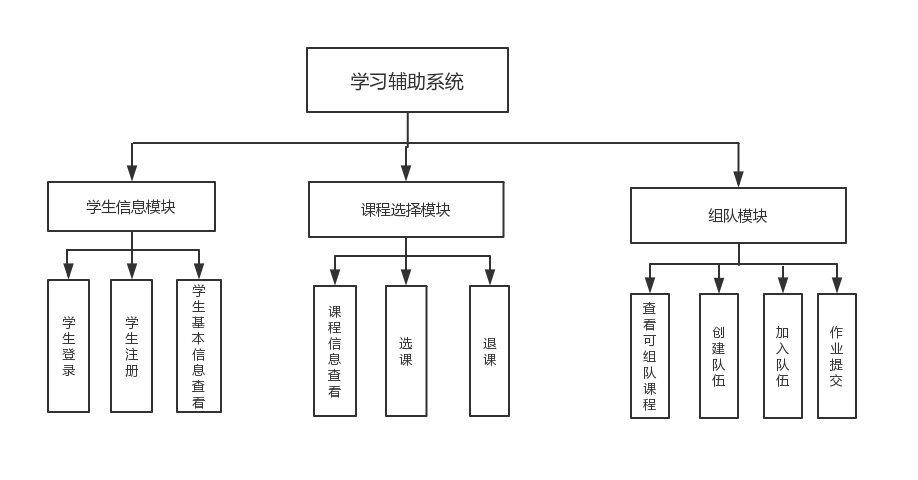 学习辅助系统
学生信息模块
课程选择模块
组队模块
学生登录
学生注册
学生基本信息查看
课程信息查看
选课
退课
查看可组队课程
创建队伍
加入队伍
作业提交